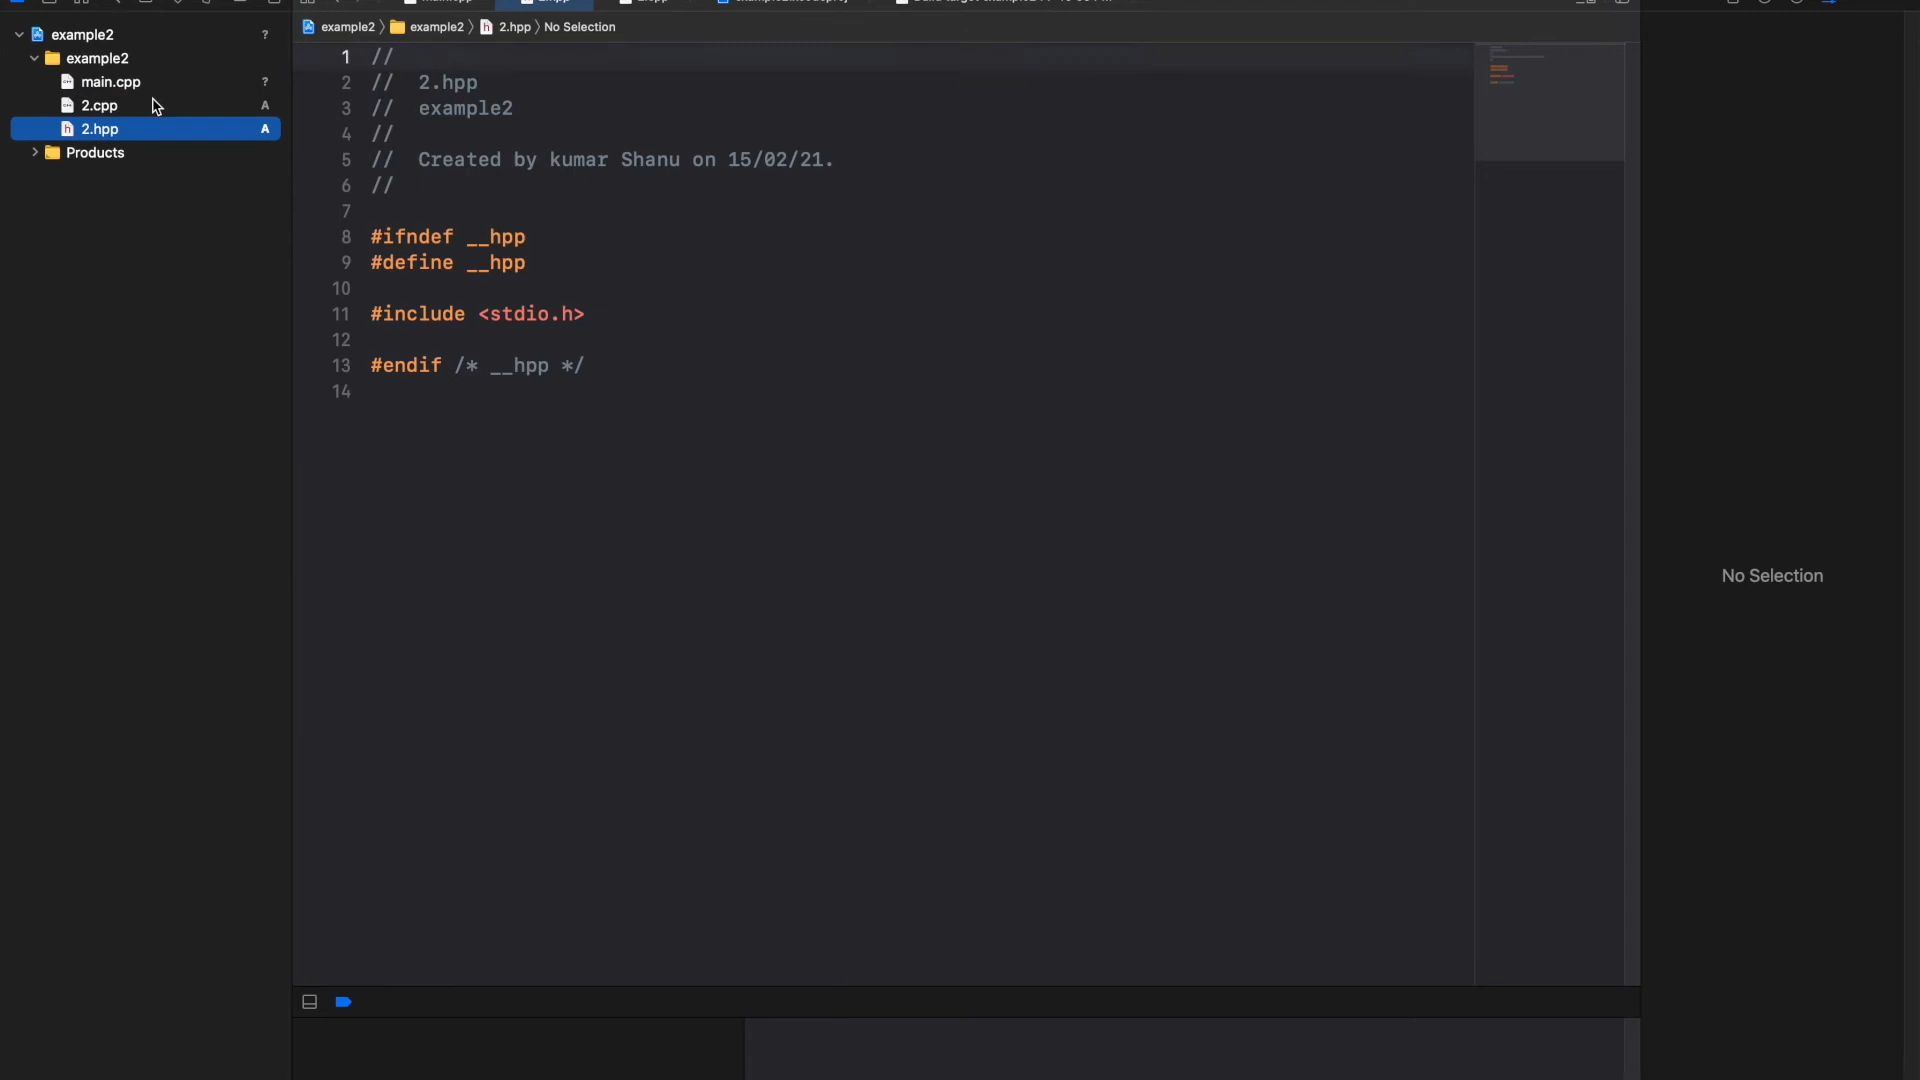 example2 ?
example2
main.cpp ?
2.cpp A
2.hpp A
Products
example2 〉 example2 〉 2.hpp 〉 No Selection
1 //
2 //  2.hpp
3 //  example2
4 //
5 //  Created by kumar Shanu on 15/02/21.
6 //
7
8 #ifndef __hpp
9 #define __hpp
10
11 #include <stdio.h>
12
13 #endif /* __hpp */
14
No Selection